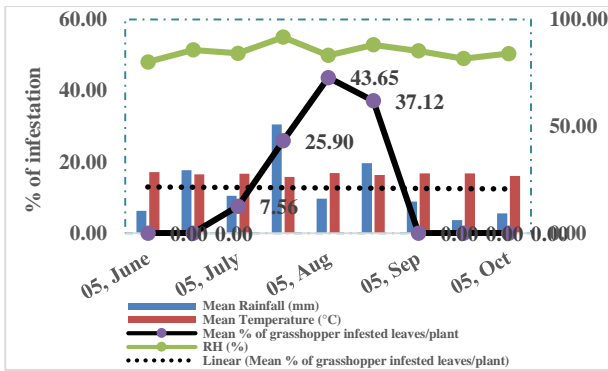 60.00
100.00
43.65
40.00
37.12
50.00
25.90
20.00
7.56
0.00
0.00
0.00
0.00
0.00
0.00
0.00
% of infestation
05, June
05, July
05, Aug
05, Sep
05, Oct
Mean Rainfall (mm)
Mean Temperature (°C)
Mean % of grasshopper infested leaves/plant
RH (%)
Linear (Mean % of grasshopper infested leaves/plant)